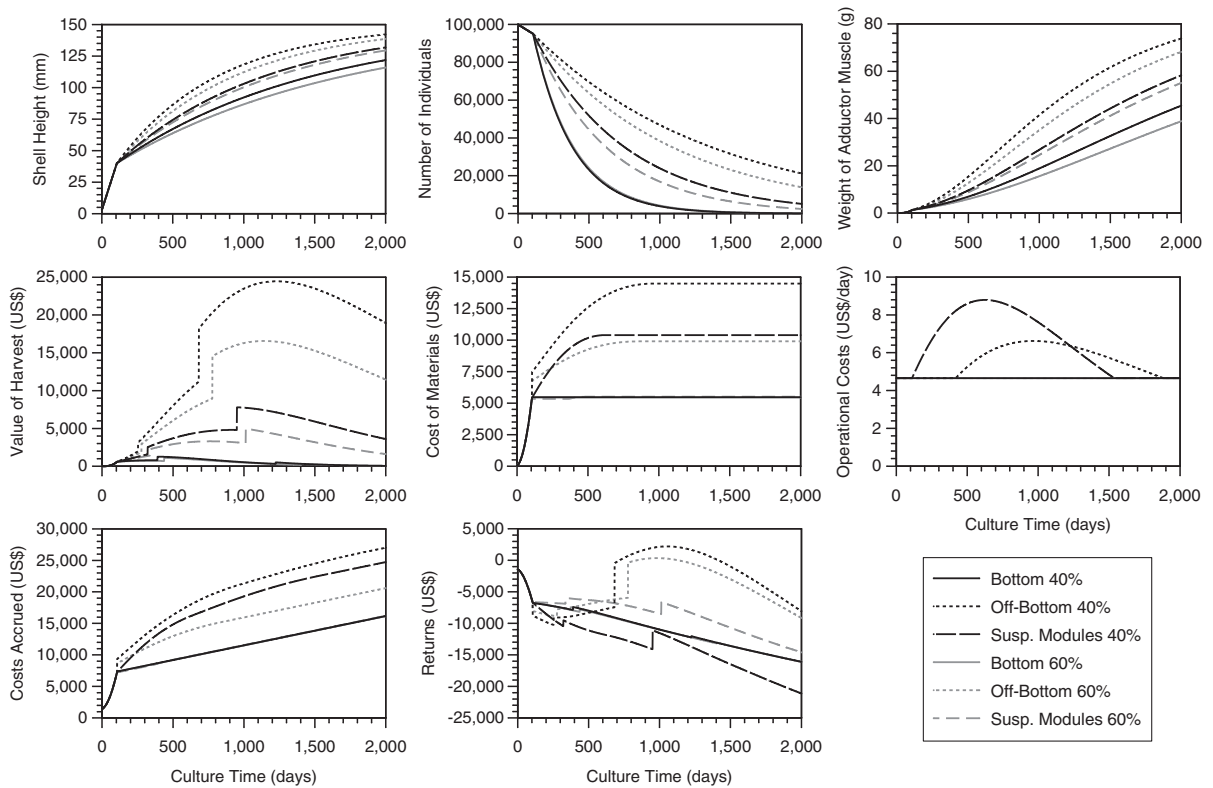 150
125
100
75
50
25
0
Shell Height (mm)
0 500 1,000 1,500 2,000
100,000
80,000
60,000
40,000
20,000
0
Number of Individuals
0 500 1,000 1,500 2,000
80
60
40
20
0
Weight of Adductor Muscle (g)
0 500 1,000 1,500 2,000
25,000
20,000
15,000
10,000
5,000
0
Value of Harvest (US$)
0 500 1,000 1,500 2,000
15,000
12,500
10,000
7,500
5,000
2,500
0
Cost of Materials (US$)
0 500 1,000 1,500 2,000
10
8
6
4
2
0
Operational Costs (US$/day)
0 500 1,000 1,500 2,000
Culture Time (days)
30,000
25,000
20,000
15,000
10,000
5,000
0
Costs Accrued (US$)
0 500 1,000 1,500 2,000
Culture Time (days)
5,000
0
-5,000
-10,000
-15,000
-20,000
-25,000
Returns (US$)
0 500 1,000 1,500 2,000
Culture Time (days)
Bottom 40%
Off-Bottom 40%
Susp. Modules 40%
Bottom 60%
Off-Bottom 60%
Susp. Modules 60%